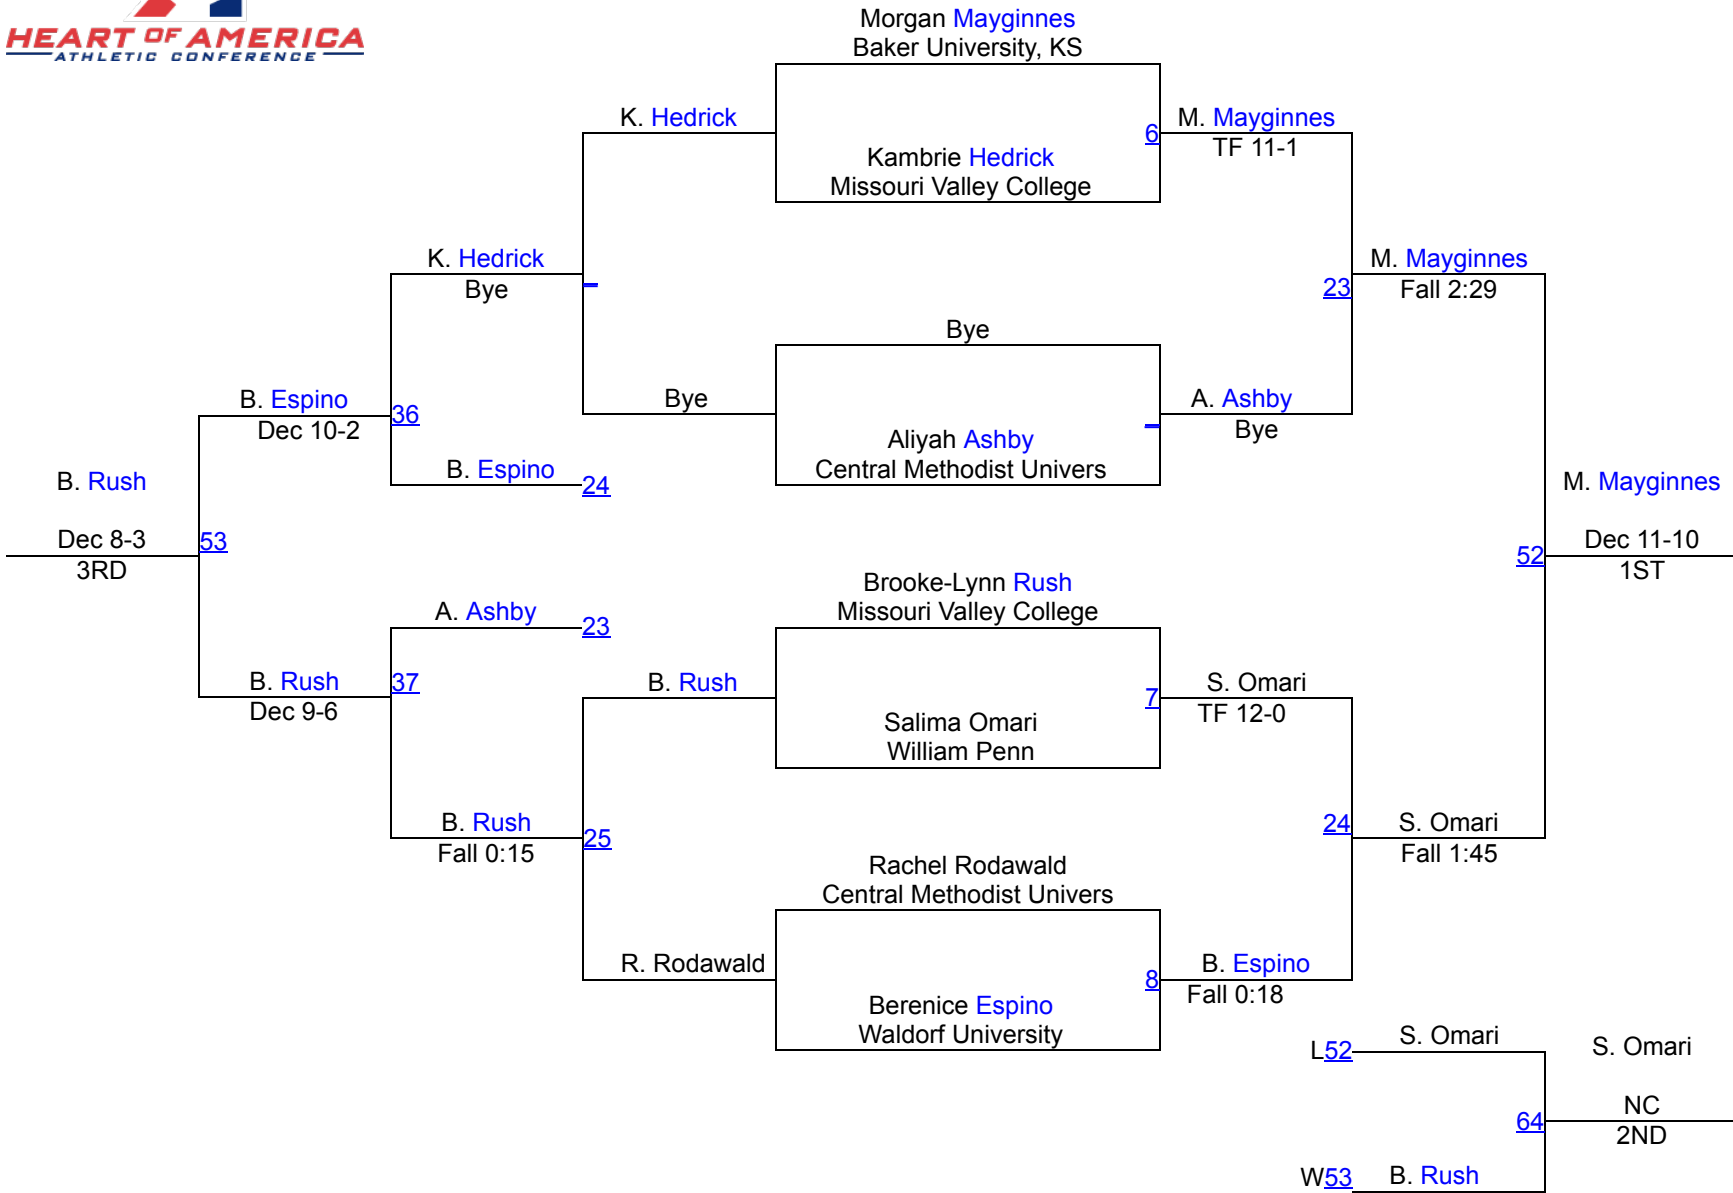 HEART OF AMERICA
ATHLETIC CONFERENCE
Morgan Mayginnes
Baker University, KS
K. Hedrick
6
M. Mayginnes
TF 11-1
Kambrie Hedrick
Missouri Valley College
K. Hedrick
Bye
M. Mayginnes
Fall 2:29
23
Bye
B. Espino
Dec 10-2
36
Bye
A. Ashby
Bye
Aliyah Ashby
Central Methodist Univers
B. Espino
24
B. Rush
Dec 8-3
3RD
53
M. Mayginnes
Dec 11-10
1ST
52
Brooke-Lynn Rush
Missouri Valley College
A. Ashby
23
B. Rush
Dec 9-6
37
B. Rush
7
S. Omari
TF 12-0
Salima Omari
William Penn
B. Rush
Fall 0:15
25
24
S. Omari
Fall 1:45
Rachel Rodawald
Central Methodist Univers
R. Rodawald
8
B. Espino
Fall 0:18
Berenice Espino
Waldorf University
L52
S. Omari
S. Omari
NC
2ND
64
W53
B. Rush